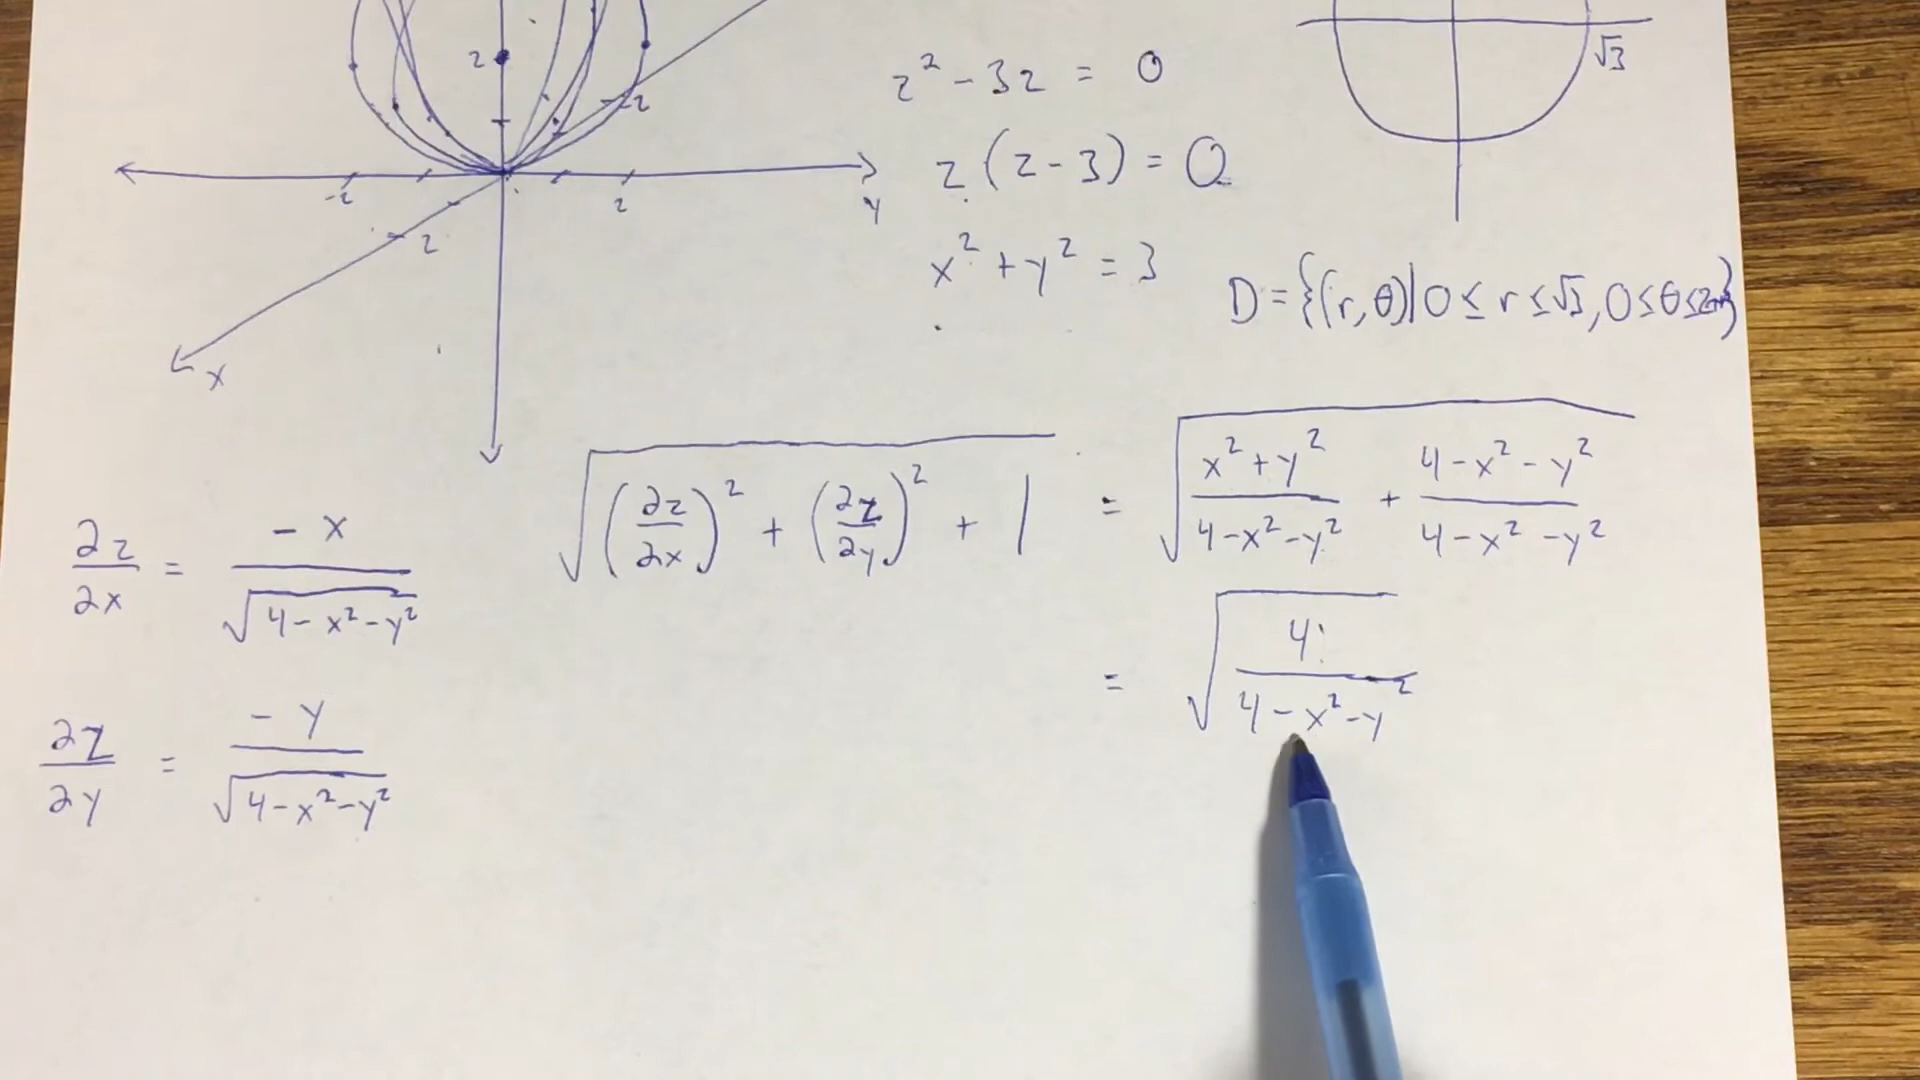 2
2
-2
2
y
2
x
z² - 3z = 0
z(z - 3) = 0
x² + y² = 3
√3
D = {(r, θ) | 0 ≤ r ≤ √3, 0 ≤ θ ≤ 2π}
∂z/∂x = -x/√(4-x²-y²)
∂z/∂y = -y/√(4-x²-y²)
√((∂z/∂x)² + (∂z/∂y)² + 1) = √((x²+y²)/(4-x²-y²) + (4-x²-y²)/(4-x²-y²))
= √(4/(4-x²-y²))